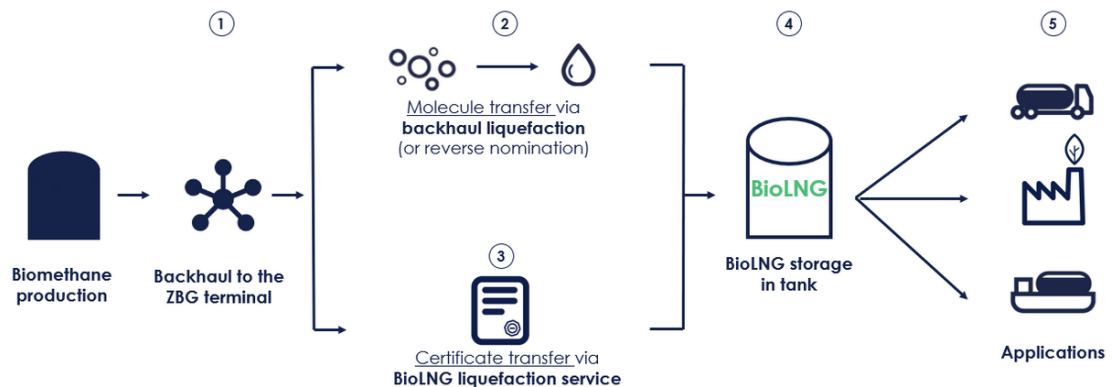 1
2
4
5
Molecule transfer via
backhaul liquefaction
(or reverse nomination)
BioLNG
3
Biomethane
production
Backhaul to the
ZBG terminal
BioLNG storage
in tank
Certificate transfer via
BioLNG liquefaction service
Applications